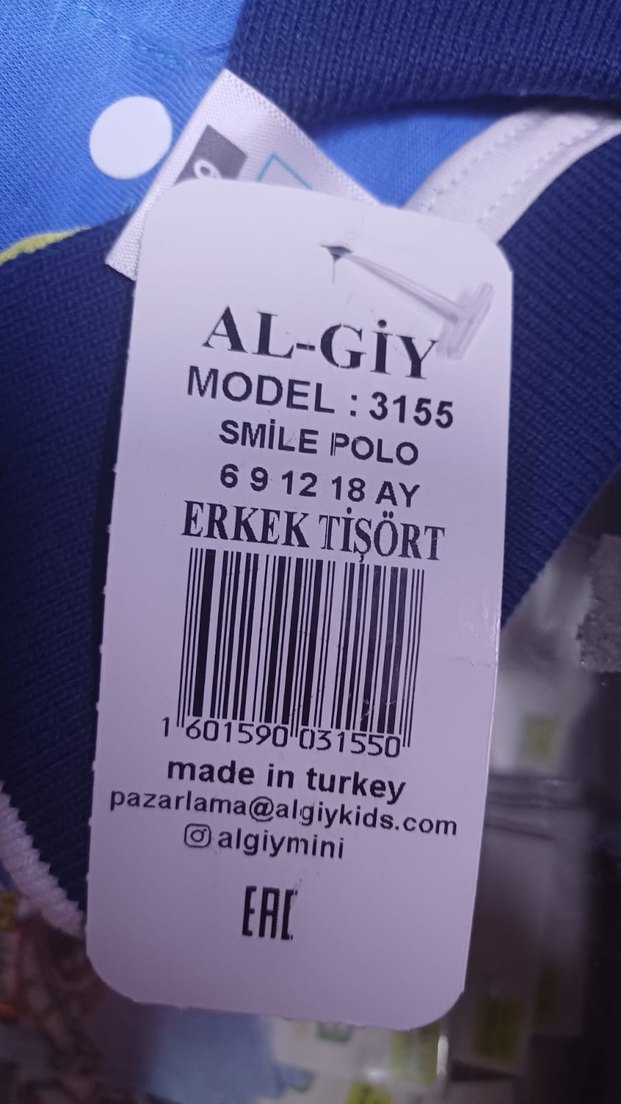 AL-GİY
MODEL : 3155
SMİLE POLO
6 9 12 18 AY
ERKEK TİŞÖRT
1 601590 031550
made in turkey
pazarlama@algiykids.com
algiymini
EAC